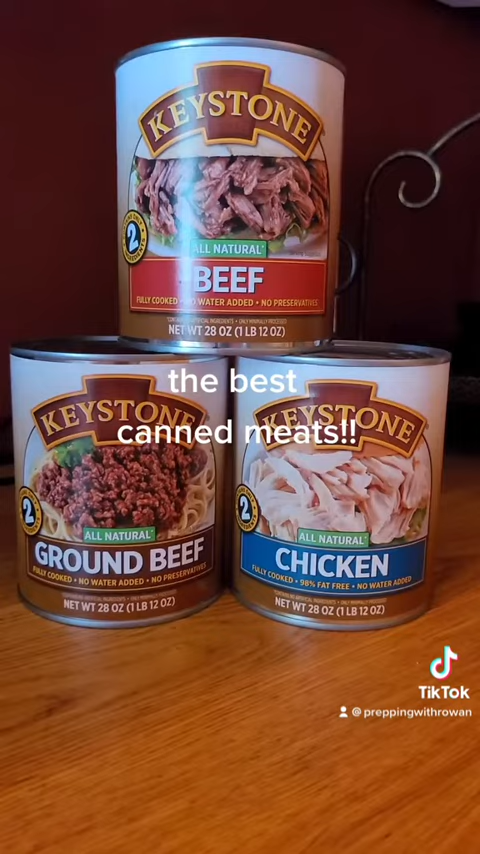 KEYSTONE
2
ALL NATURAL*
BEEF
FULLY COOKED • NO WATER ADDED • NO PRESERVATIVES
NET WT 28 OZ (1 LB 12 OZ)
the best
canned meats!!
KEYSTONE
2
ALL NATURAL*
GROUND BEEF
FULLY COOKED • NO WATER ADDED • NO PRESERVATIVES
NET WT 28 OZ (1 LB 12 OZ)
KEYSTONE
2
ALL NATURAL*
CHICKEN
FULLY COOKED • 98% FAT FREE • NO WATER ADDED
NET WT 28 OZ (1 LB 12 OZ)
TikTok
@preppingwithrowan